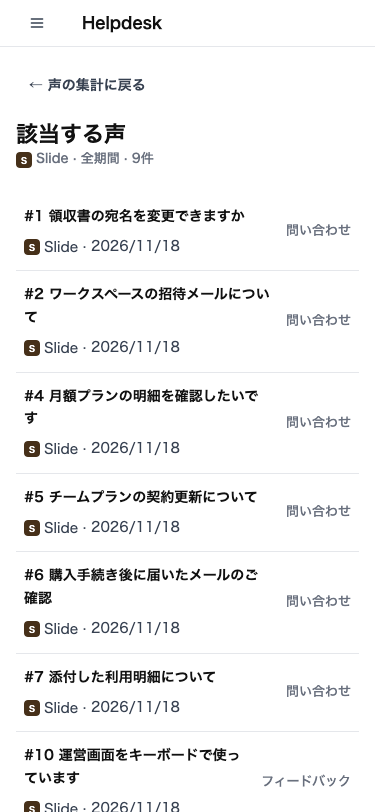 Helpdesk
← 声の集計に戻る
該当する声
S Slide · 全期間 · 9件
#1 領収書の宛名を変更できますか
問い合わせ
S Slide · 2026/11/18
#2 ワークスペースの招待メールについ
て
問い合わせ
S Slide · 2026/11/18
#4 月額プランの明細を確認したいで
す
問い合わせ
S Slide · 2026/11/18
#5 チームプランの契約更新について
問い合わせ
S Slide · 2026/11/18
#6 購入手続き後に届いたメールのご
確認
問い合わせ
S Slide · 2026/11/18
#7 添付した利用明細について
問い合わせ
S Slide · 2026/11/18
#10 運営画面をキーボードで使っ
ています
フィードバック
S Slide · 2026/11/18